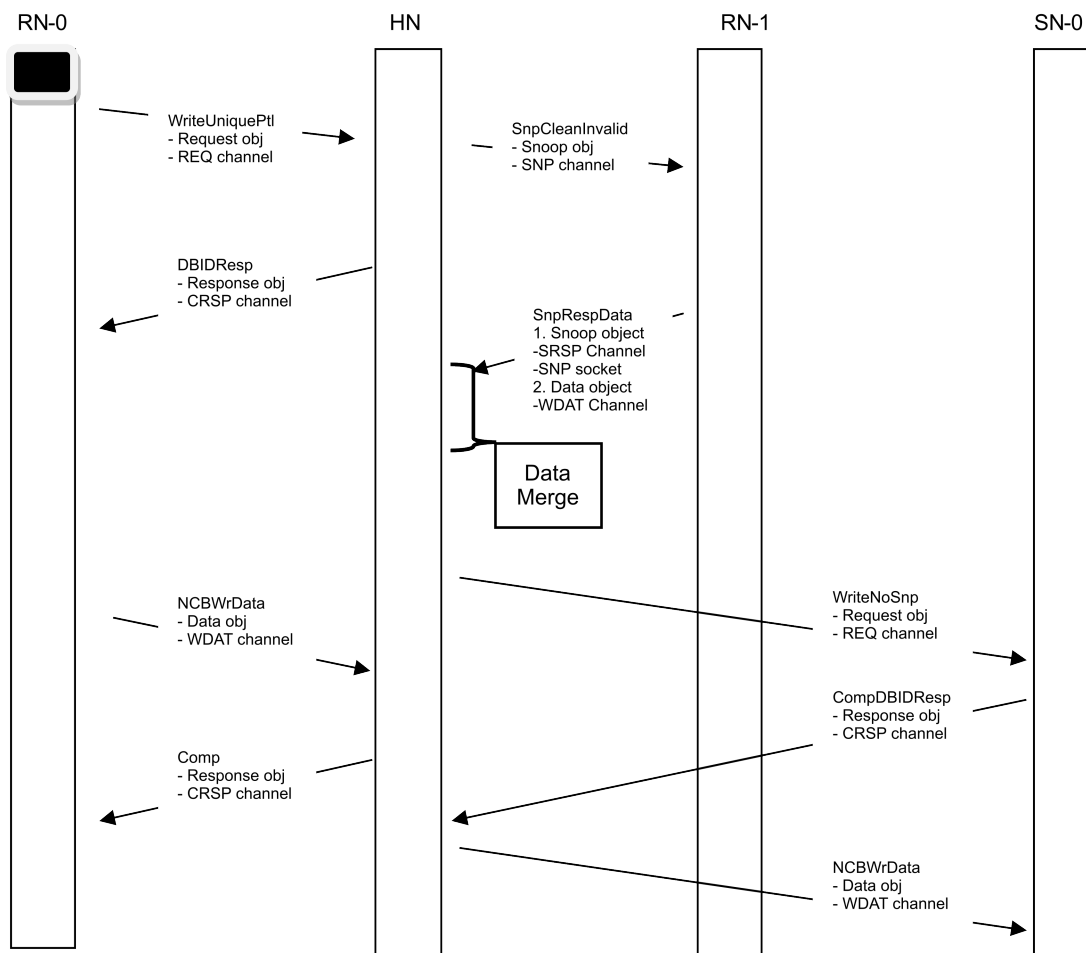 RN-0
HN
RN-1
SN-0
WriteUniquePtl
- Request obj
- REQ channel
SnpCleanInvalid
- Snoop obj
- SNP channel
DBIDResp
- Response obj
- CRSP channel
SnpRespData
1. Snoop object
-SRSP Channel
-SNP socket
2. Data object
-WDAT Channel
Data
Merge
NCBWrData
- Data obj
- WDAT channel
WriteNoSnp
- Request obj
- REQ channel
CompDBIDResp
- Response obj
- CRSP channel
Comp
- Response obj
- CRSP channel
NCBWrData
- Data obj
- WDAT channel